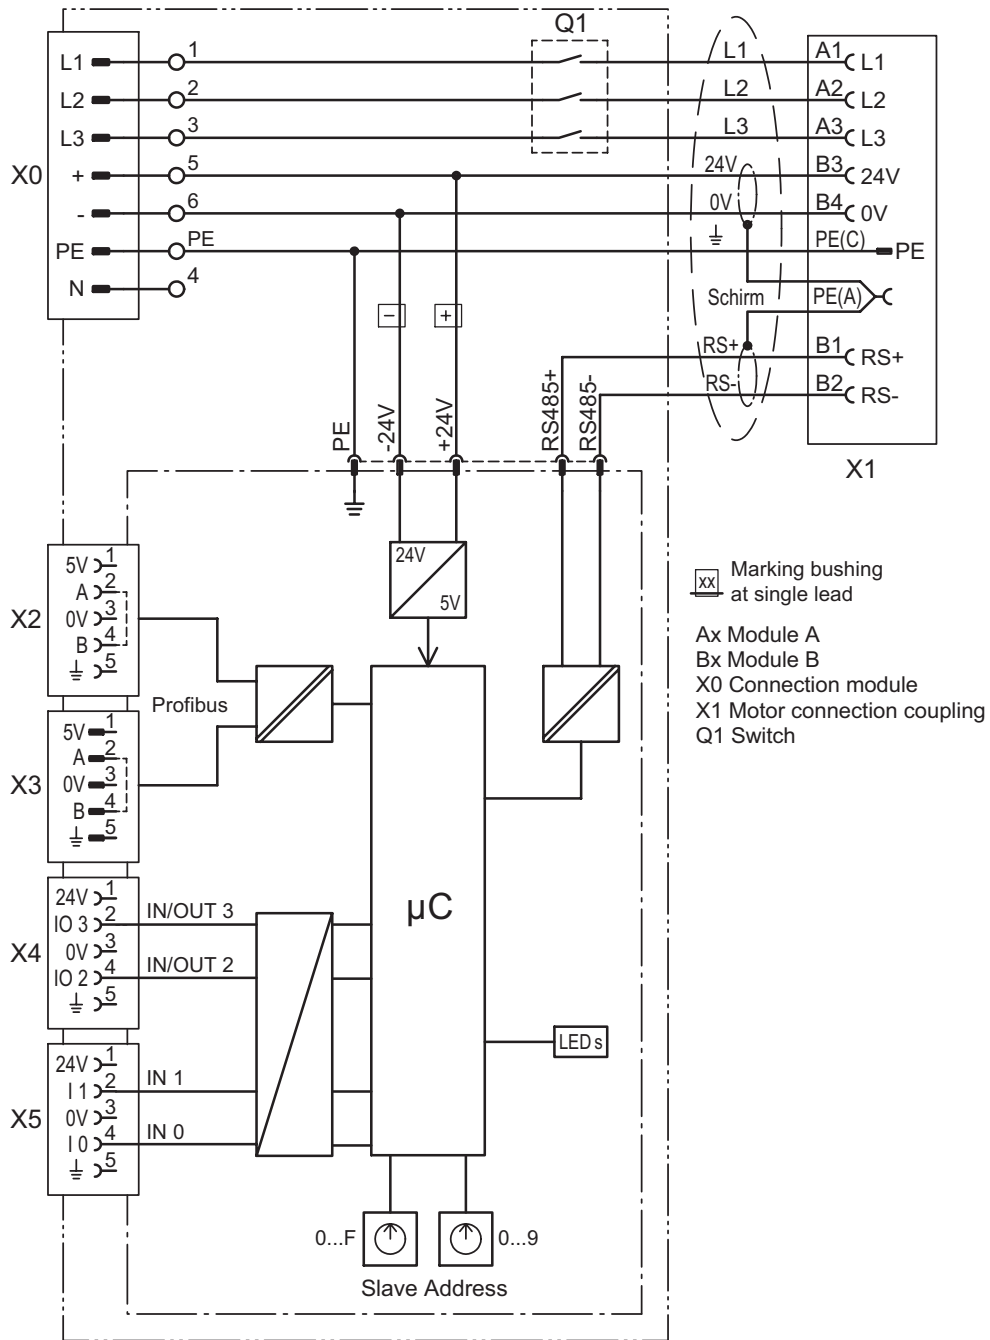 Q1
L1 1 L1 A1 L1
L2 2 L2 A2 L2
L3 3 L3 A3 L3
X0 + 5 24V B3 24V
- 6 0V B4 0V
PE PE PE(C) PE
N 4 Schirm PE(A)
- +
RS+ B1 RS+
RS- B2 RS-
X1
PE -24V +24V RS485+ RS485-
24V
5V
xx Marking bushing
at single lead
Ax Module A
Bx Module B
X0 Connection module
X1 Motor connection coupling
Q1 Switch
X2
5V 1
A 2
0V 3
B 4
5
Profibus
X3
5V 1
A 2
0V 3
B 4
5
µC
X4
24V 1
IO 3 2 IN/OUT 3
0V 3
IO 2 4 IN/OUT 2
5
LEDs
X5
24V 1
I 1 2 IN 1
0V 3
I 0 4 IN 0
5
0...F 0...9
Slave Address